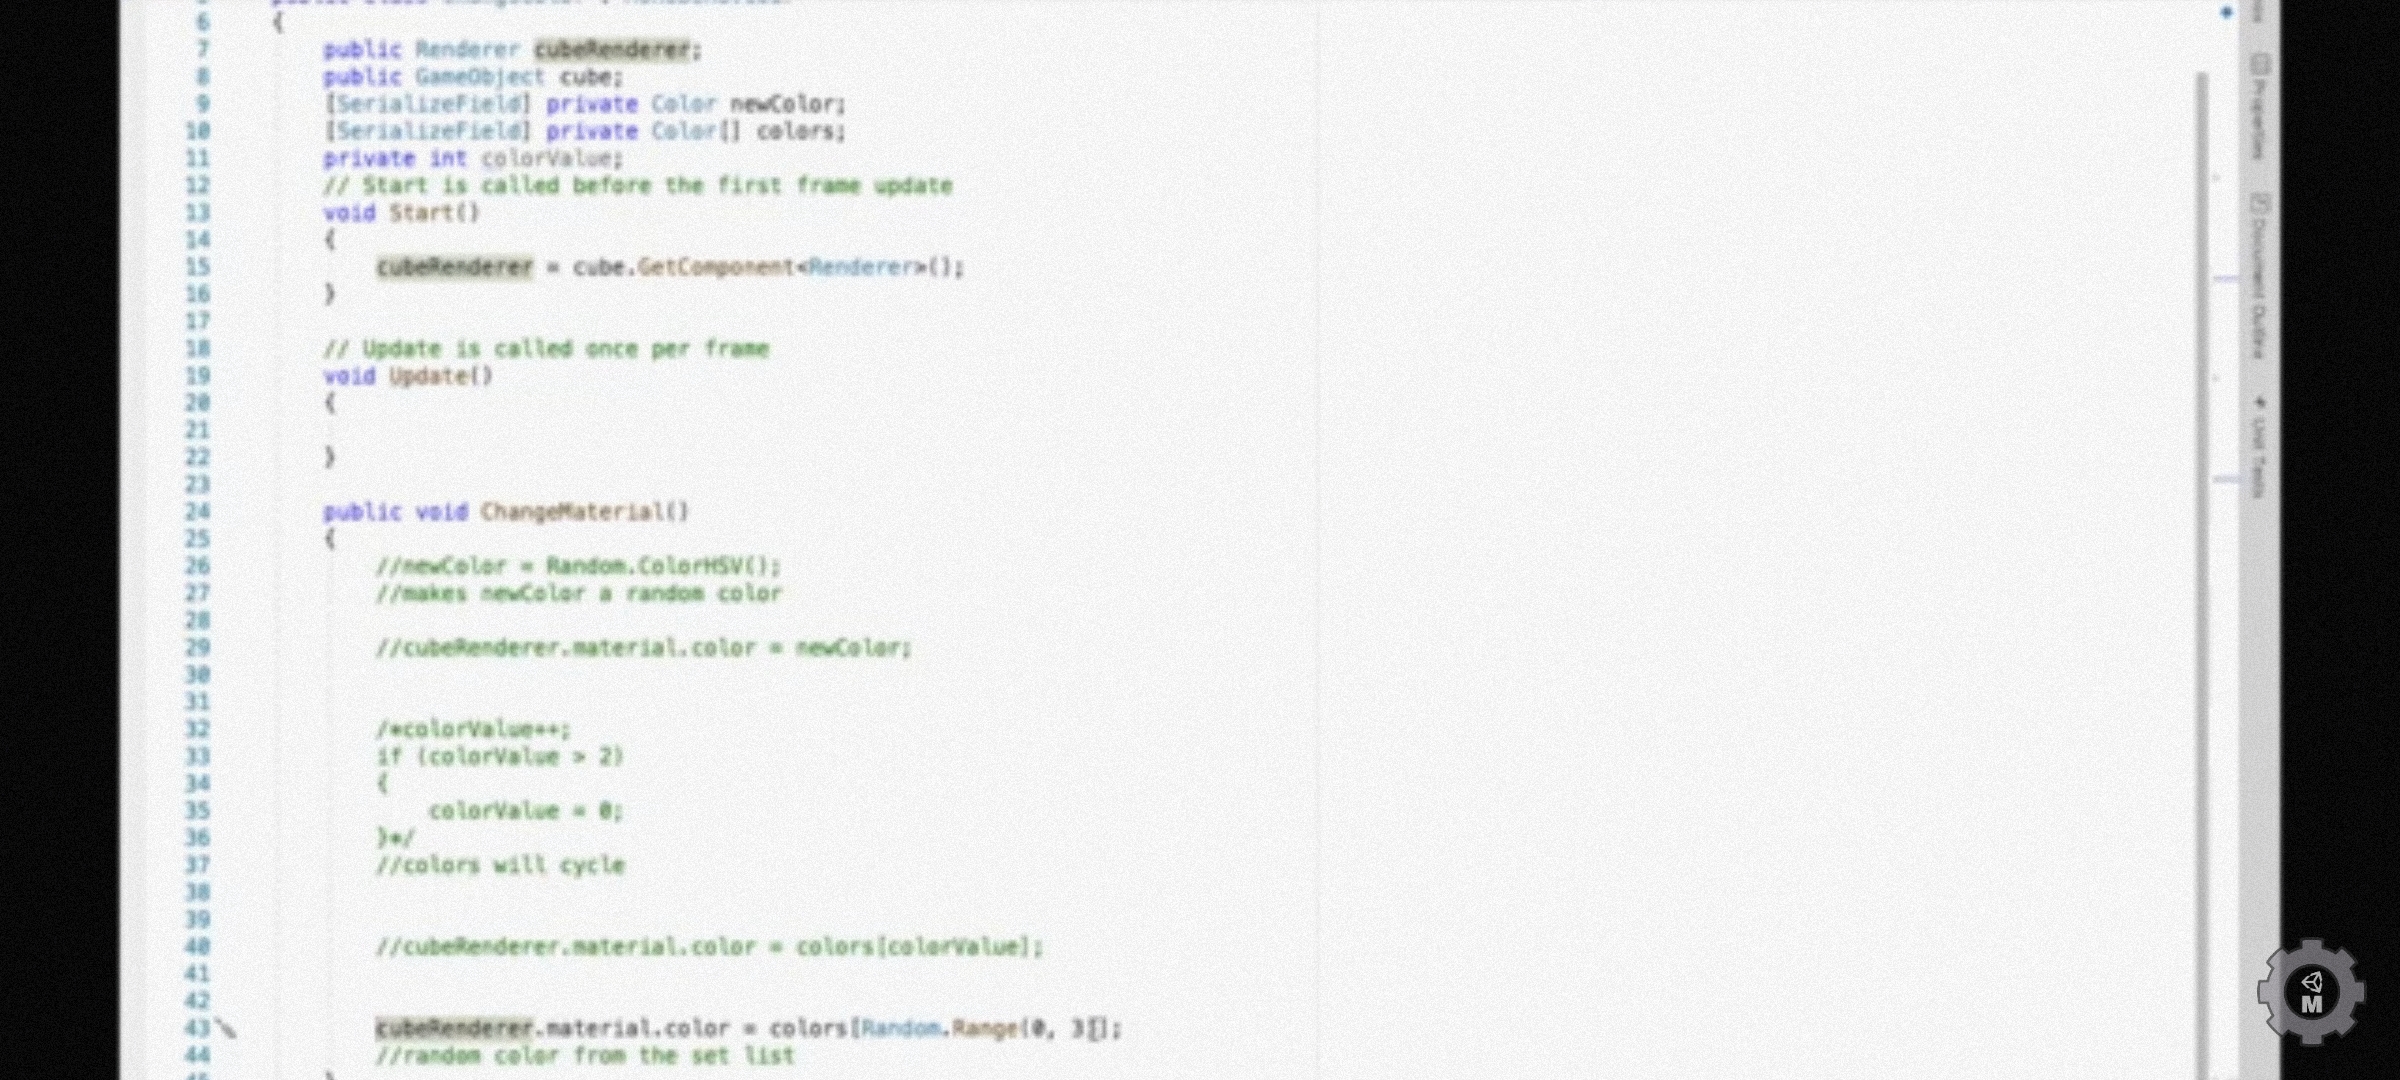 6 {
7 public Renderer cubeRenderer;
8 public GameObject cube;
9 [SerializeField] private Color newColor;
10 [SerializeField] private Color[] colors;
11 private int colorValue;
12 // Start is called before the first frame update
13 void Start()
14 {
15 cubeRenderer = cube.GetComponent<Renderer>();
16 }
17
18 // Update is called once per frame
19 void Update()
20 {
21
22 }
23
24 public void ChangeMaterial()
25 {
26 //newColor = Random.ColorHSV();
27 //makes newColor a random color
28
29 //cubeRenderer.material.color = newColor;
30
31
32 /*colorValue++;
33 if (colorValue > 2)
34 {
35 colorValue = 0;
36 }*/
37 //colors will cycle
38
39
40 //cubeRenderer.material.color = colors[colorValue];
41
42
43 cubeRenderer.material.color = colors[Random.Range(0, 3)];
44 //random color from the set list
Properties
Document Outline
Unit Tests
M